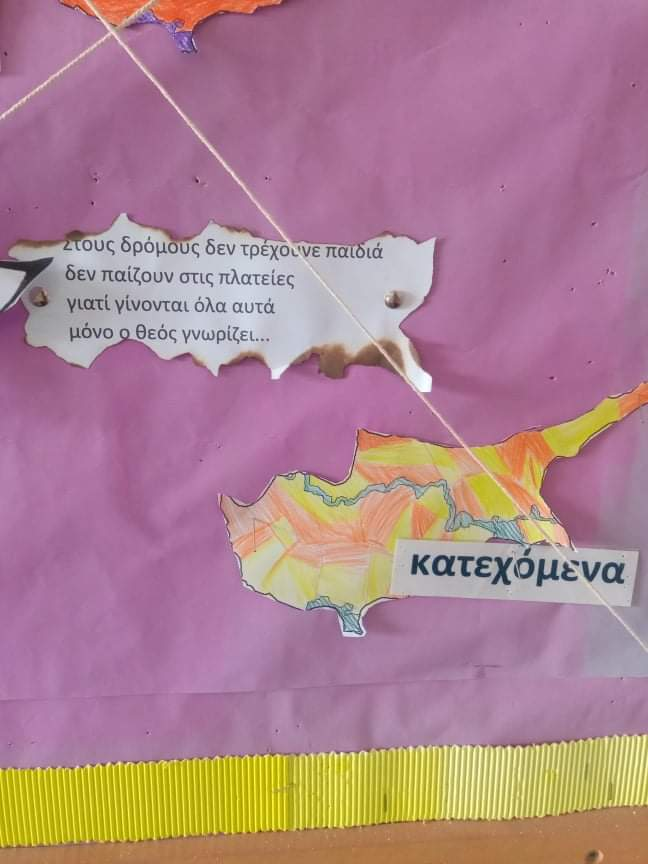 Στους δρόμους δεν τρέχουνε παιδιά
δεν παίζουν στις πλατείες
γιατί γίνονται όλα αυτά
μόνο ο θεός γνωρίζει...
κατεχόμενα